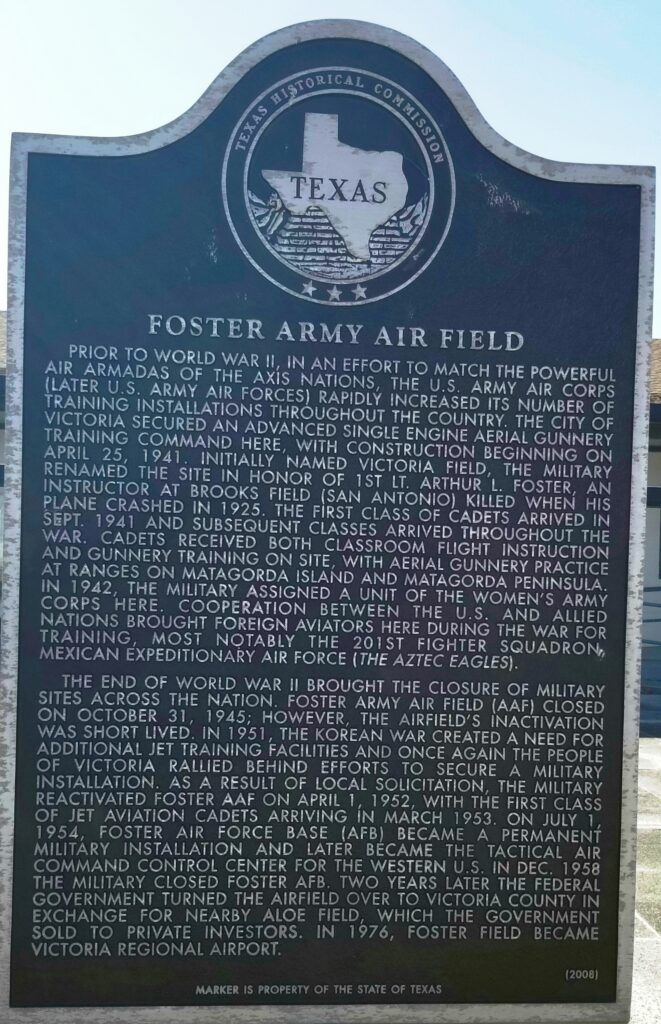 TEXAS HISTORICAL COMMISSION
TEXAS
FOSTER ARMY AIR FIELD
PRIOR TO WORLD WAR II, IN AN EFFORT TO MATCH THE POWERFUL
AIR ARMADAS OF THE AXIS NATIONS, THE U.S. ARMY AIR CORPS
(LATER U.S. ARMY AIR FORCES) RAPIDLY INCREASED ITS NUMBER OF
TRAINING INSTALLATIONS THROUGHOUT THE COUNTRY. THE CITY OF
VICTORIA SECURED AN ADVANCED SINGLE ENGINE AERIAL GUNNERY
TRAINING COMMAND HERE, WITH CONSTRUCTION BEGINNING ON
APRIL 25, 1941. INITIALLY NAMED VICTORIA FIELD, THE MILITARY
RENAMED THE SITE IN HONOR OF 1ST LT. ARTHUR L. FOSTER, AN
INSTRUCTOR AT BROOKS FIELD (SAN ANTONIO) KILLED WHEN HIS
PLANE CRASHED IN 1925. THE FIRST CLASS OF CADETS ARRIVED IN
SEPT. 1941 AND SUBSEQUENT CLASSES ARRIVED THROUGHOUT THE
WAR. CADETS RECEIVED BOTH CLASSROOM FLIGHT INSTRUCTION
AND GUNNERY TRAINING ON SITE, WITH AERIAL GUNNERY PRACTICE
AT RANGES ON MATAGORDA ISLAND AND MATAGORDA PENINSULA.
IN 1942, THE MILITARY ASSIGNED A UNIT OF THE WOMEN'S ARMY
CORPS HERE. COOPERATION BETWEEN THE U.S. AND ALLIED
NATIONS BROUGHT FOREIGN AVIATORS HERE DURING THE WAR FOR
TRAINING, MOST NOTABLY THE 201ST FIGHTER SQUADRON,
MEXICAN EXPEDITIONARY AIR FORCE (THE AZTEC EAGLES).
THE END OF WORLD WAR II BROUGHT THE CLOSURE OF MILITARY
SITES ACROSS THE NATION. FOSTER ARMY AIR FIELD (AAF) CLOSED
ON OCTOBER 31, 1945; HOWEVER, THE AIRFIELD'S INACTIVATION
WAS SHORT LIVED. IN 1951, THE KOREAN WAR CREATED A NEED FOR
ADDITIONAL JET TRAINING FACILITIES AND ONCE AGAIN THE PEOPLE
OF VICTORIA RALLIED BEHIND EFFORTS TO SECURE A MILITARY
INSTALLATION. AS A RESULT OF LOCAL SOLICITATION, THE MILITARY
REACTIVATED FOSTER AAF ON APRIL 1, 1952, WITH THE FIRST CLASS
OF JET AVIATION CADETS ARRIVING IN MARCH 1953. ON JULY 1,
1954, FOSTER AIR FORCE BASE (AFB) BECAME A PERMANENT
MILITARY INSTALLATION AND LATER BECAME THE TACTICAL AIR
COMMAND CONTROL CENTER FOR THE WESTERN U.S. IN DEC. 1958
THE MILITARY CLOSED FOSTER AFB. TWO YEARS LATER THE FEDERAL
GOVERNMENT TURNED THE AIRFIELD OVER TO VICTORIA COUNTY IN
EXCHANGE FOR NEARBY ALOE FIELD, WHICH THE GOVERNMENT
SOLD TO PRIVATE INVESTORS. IN 1976, FOSTER FIELD BECAME
VICTORIA REGIONAL AIRPORT.
(2008)
MARKER IS PROPERTY OF THE STATE OF TEXAS